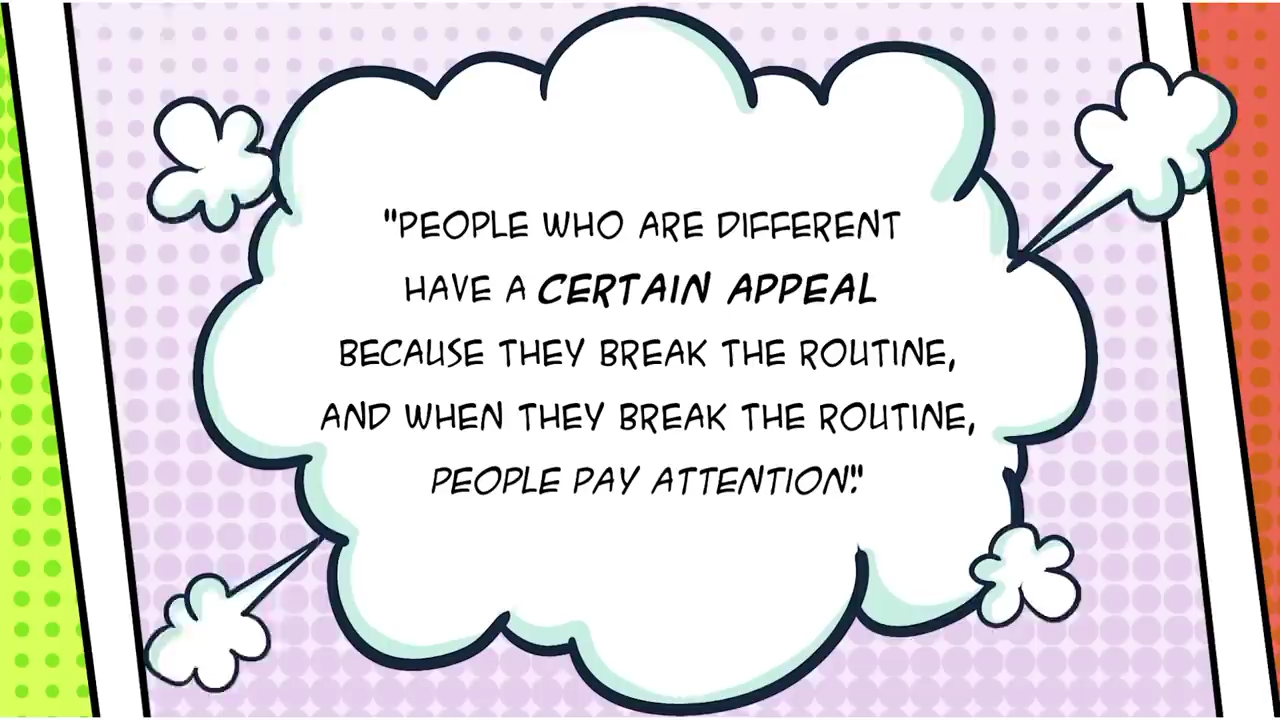 "PEOPLE WHO ARE DIFFERENT
HAVE A CERTAIN APPEAL
BECAUSE THEY BREAK THE ROUTINE,
AND WHEN THEY BREAK THE ROUTINE,
PEOPLE PAY ATTENTION."